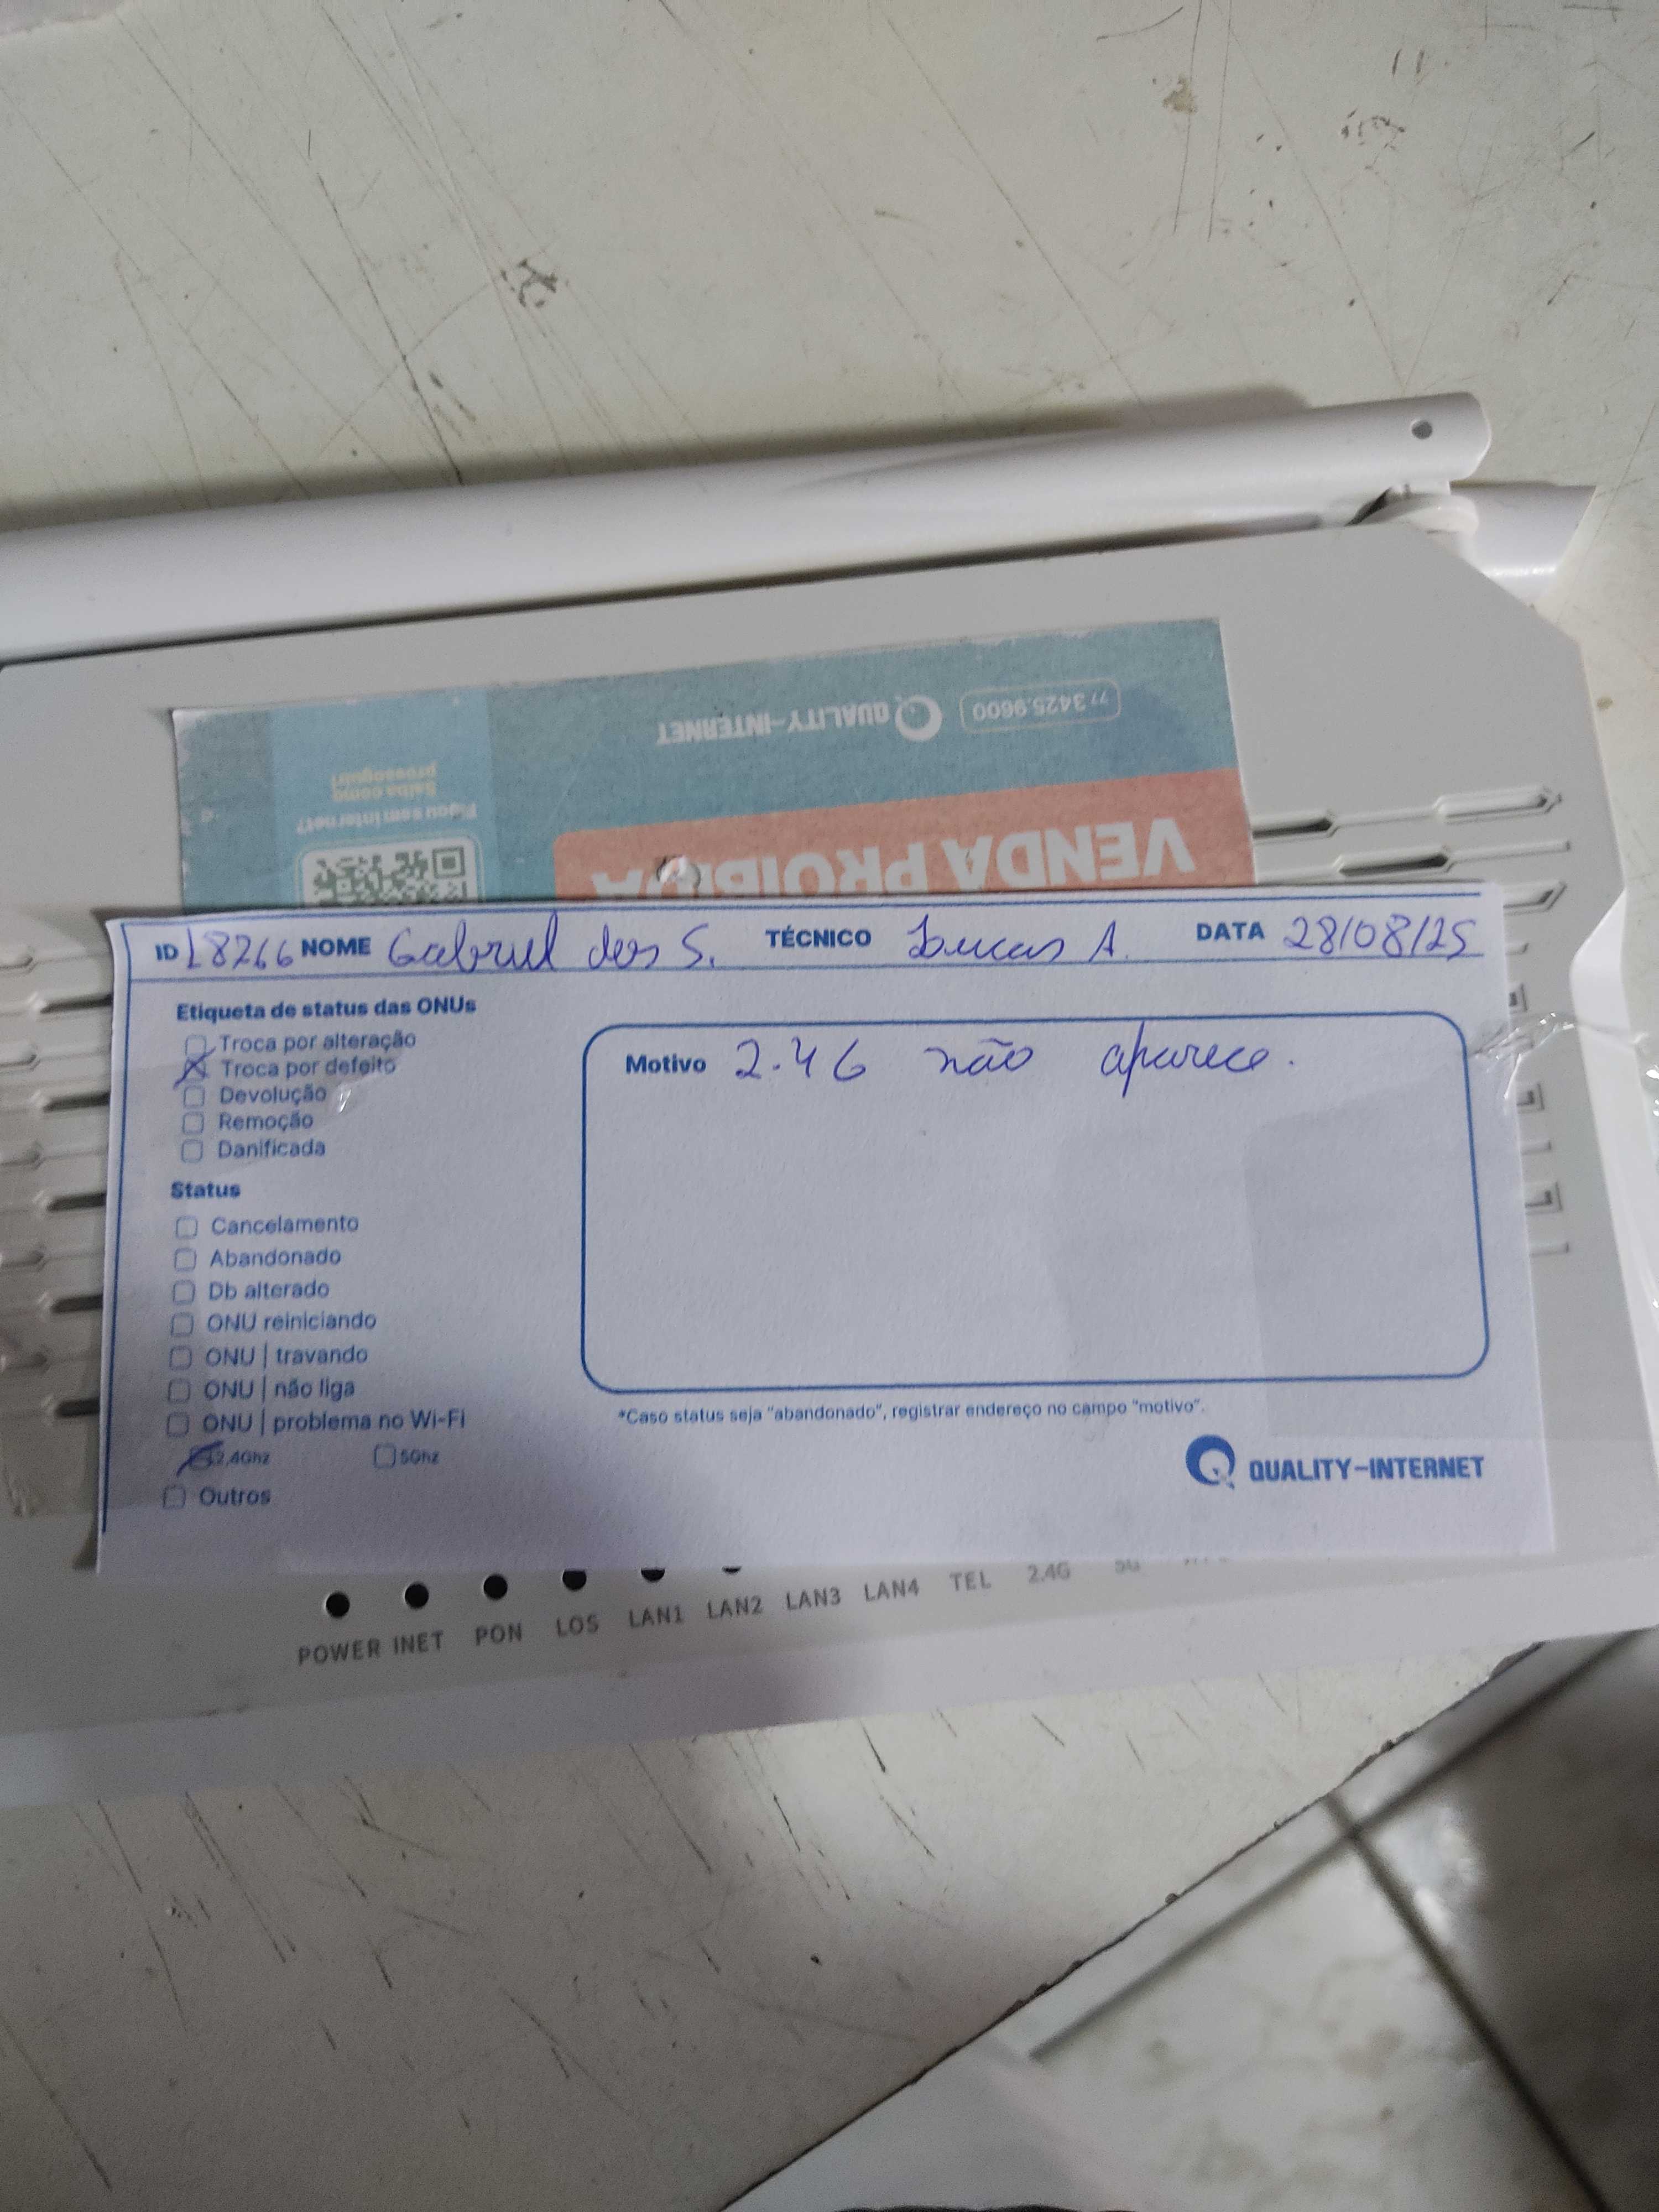 77 3425.9600
QUALITY-INTERNET
VENDA PROIBIDA
Ficou sem internet?
Saiba como
prosseguir!
ID 18266 NOME Gabriel dos S. TÉCNICO Lucas A. DATA 28/08/25
Etiqueta de status das ONUs
Troca por alteração
Troca por defeito
Devolução
Remoção
Danificada
Status
Cancelamento
Abandonado
Db alterado
ONU reiniciando
ONU | travando
ONU | não liga
ONU | problema no Wi-Fi
2,4Ghz 5Ghz
Outros
Motivo 2.4G não aparece.
*Caso status seja "abandonado", registrar endereço no campo "motivo".
QUALITY-INTERNET
POWER INET PON LOS LAN1 LAN2 LAN3 LAN4 TEL 2.4G 5G